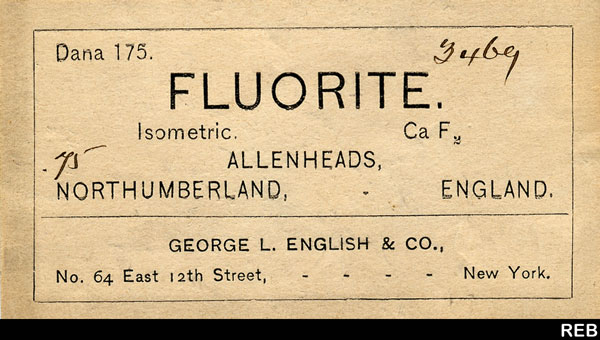 Dana 175. 3469
FLUORITE.
Isometric. Ca F₂
.75 ALLENHEADS,
NORTHUMBERLAND, - ENGLAND.
GEORGE L. ENGLISH & CO.,
No. 64 East 12th Street, - - - - New York.
REB